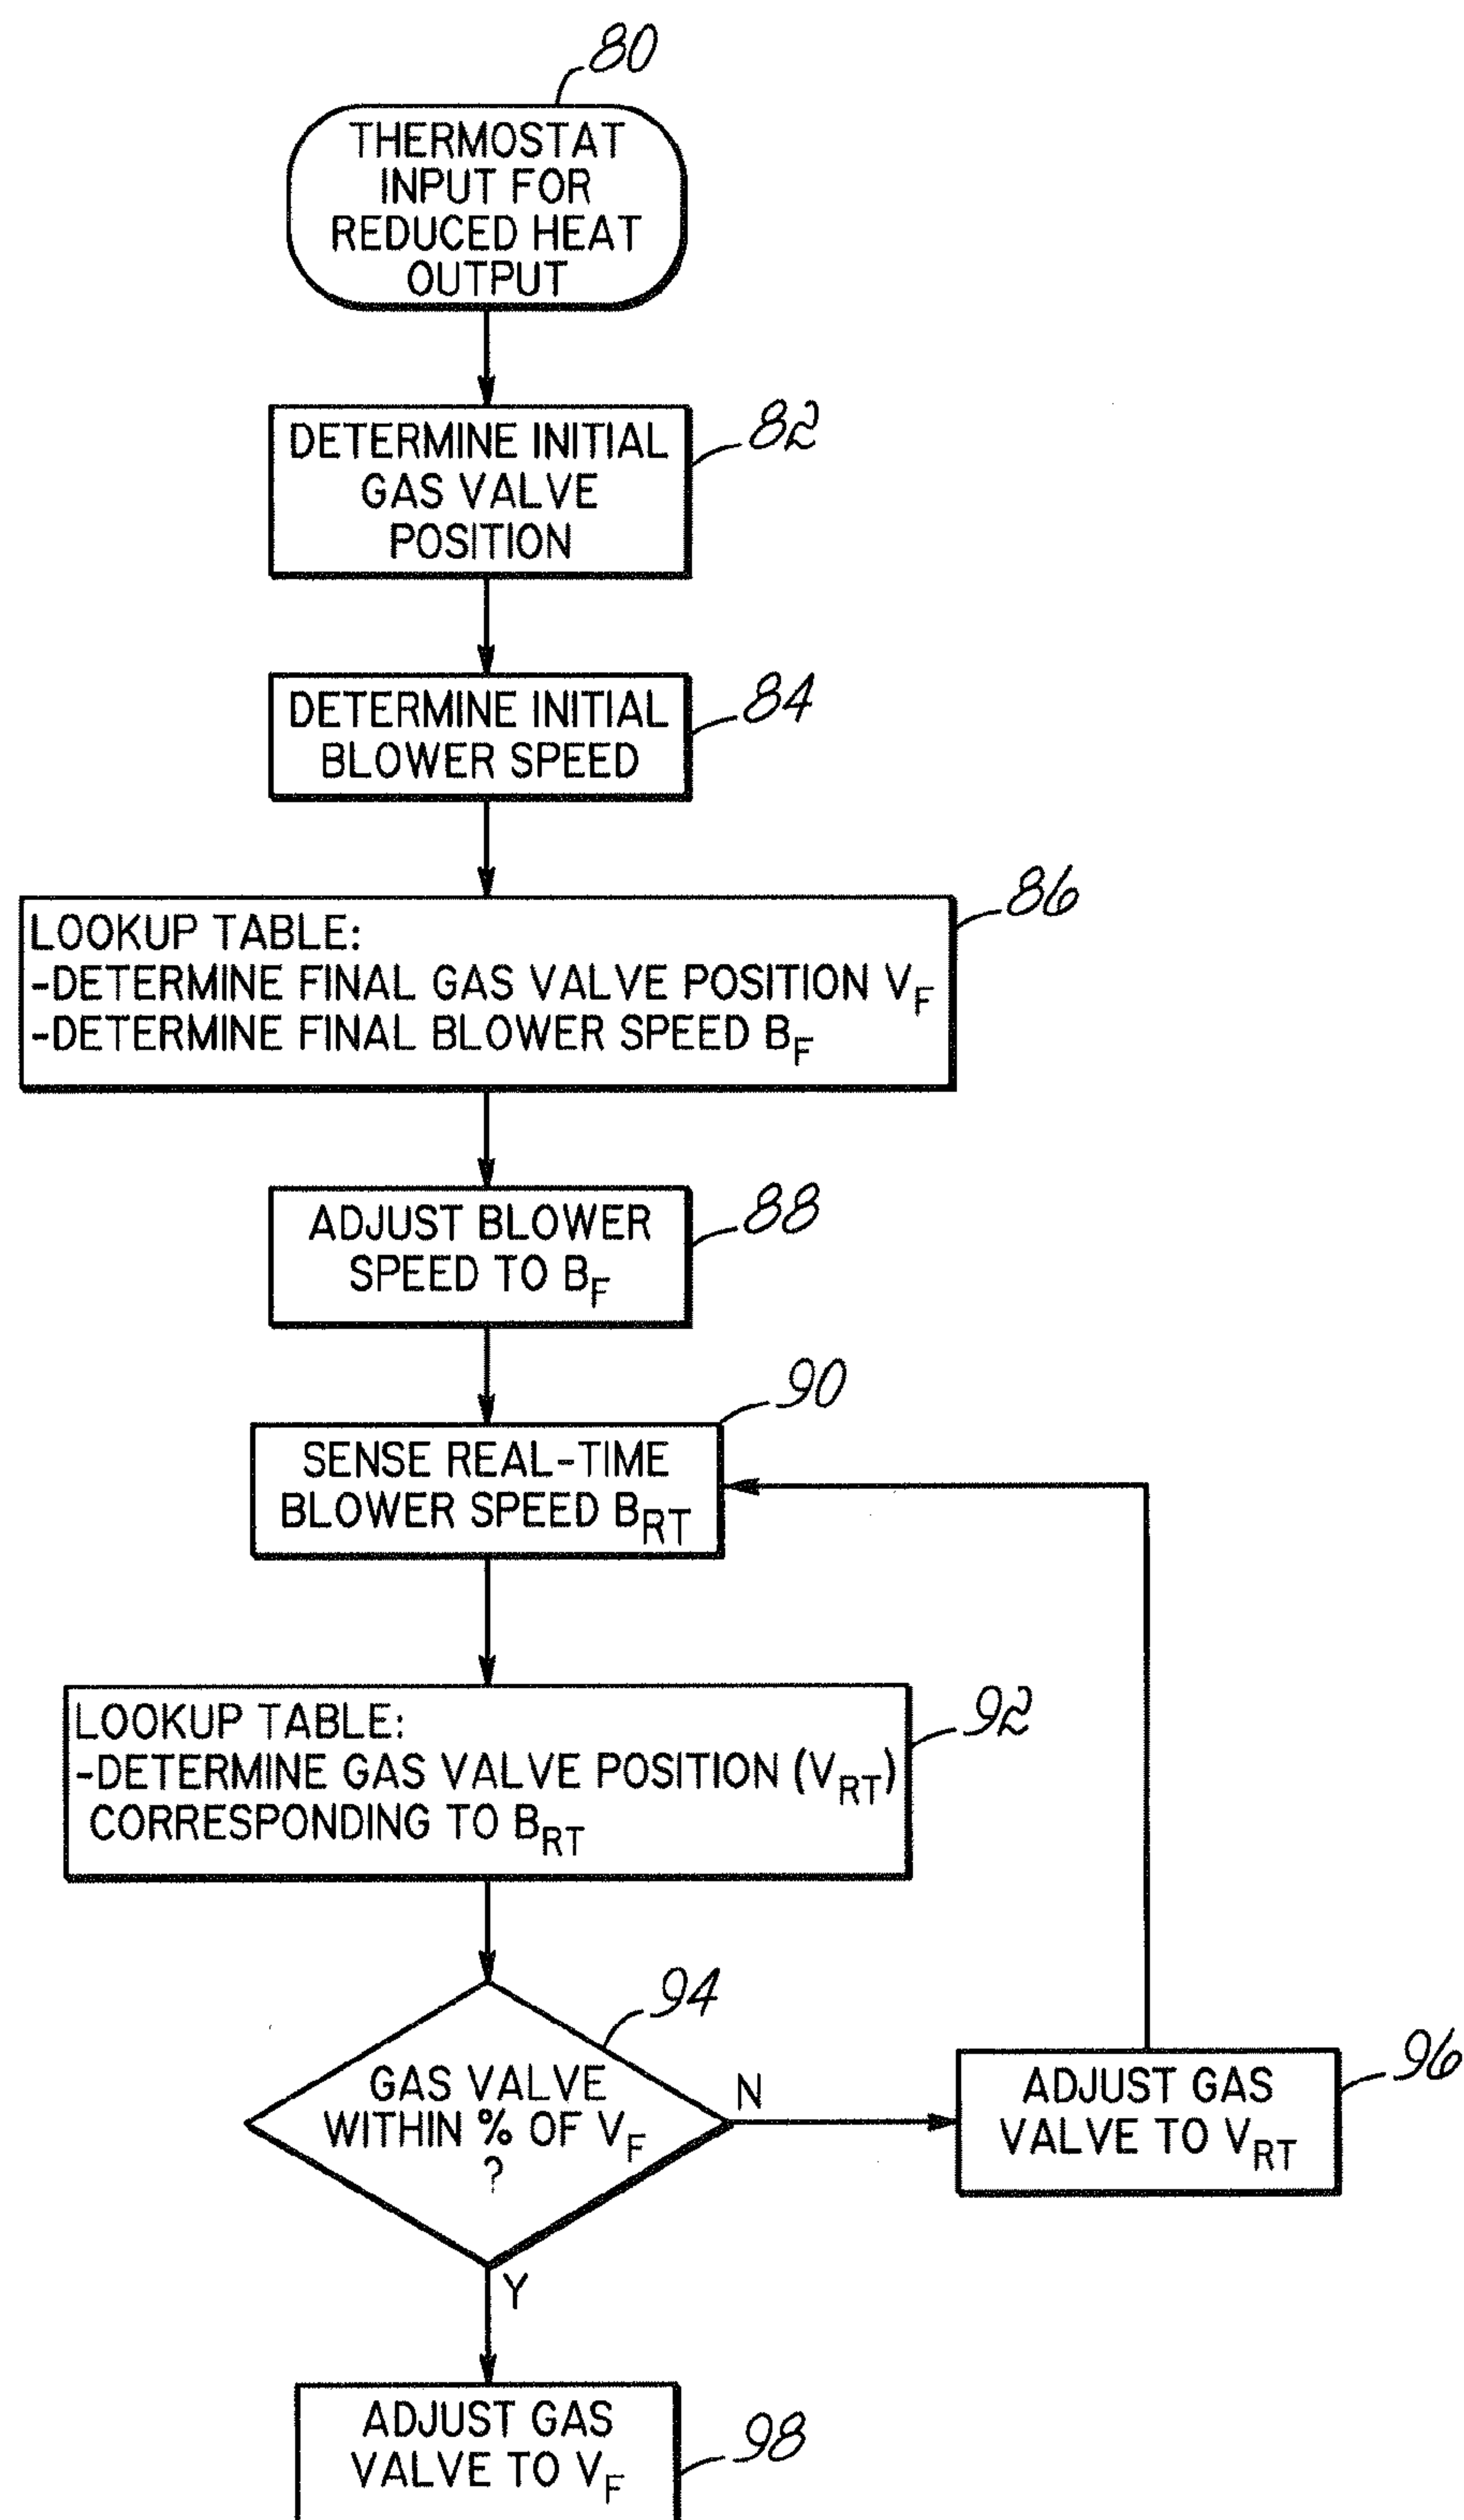 80
THERMOSTAT
INPUT FOR
REDUCED HEAT
OUTPUT
82
DETERMINE INITIAL
GAS VALVE
POSITION
84
DETERMINE INITIAL
BLOWER SPEED
86
LOOKUP TABLE:
-DETERMINE FINAL GAS VALVE POSITION VF
-DETERMINE FINAL BLOWER SPEED BF
88
ADJUST BLOWER
SPEED TO BF
90
SENSE REAL-TIME
BLOWER SPEED BRT
92
LOOKUP TABLE:
-DETERMINE GAS VALVE POSITION (VRT)
CORRESPONDING TO BRT
94
GAS VALVE
WITHIN % OF VF
?
N
96
ADJUST GAS
VALVE TO VRT
Y
98
ADJUST GAS
VALVE TO VF